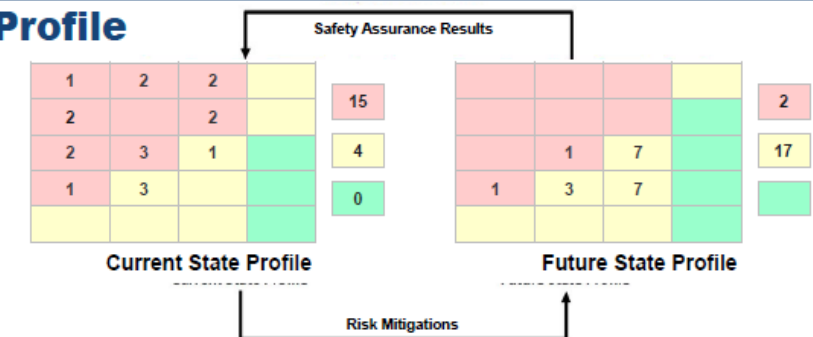 Profile
Safety Assurance Results
1 2 2
2 2
2 3 1
1 3
15
4
0
1 7
1 3 7
2
17
Current State Profile
Future State Profile
Risk Mitigations